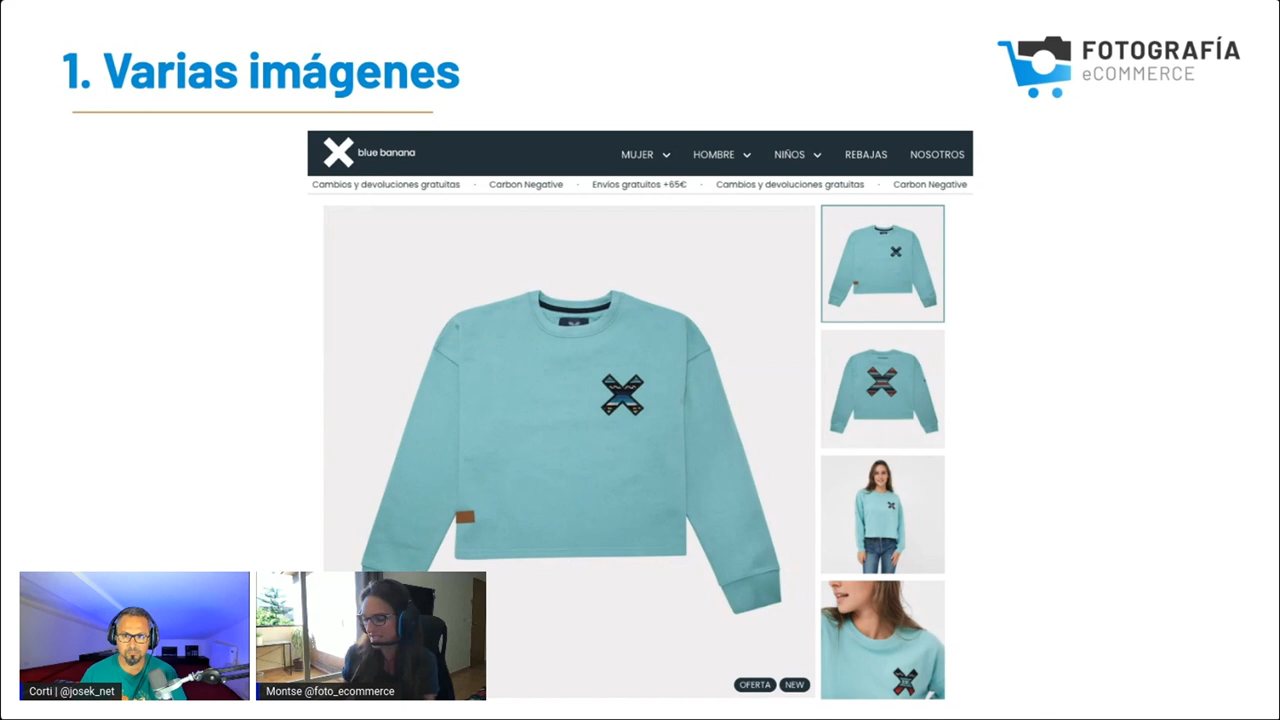 1. Varias imágenes
FOTOGRAFÍA
eCOMMERCE
blue banana
MUJER
HOMBRE
NIÑOS
REBAJAS
NOSOTROS
Cambios y devoluciones gratuitas · Carbon Negative · Envíos gratuitos +65€ · Cambios y devoluciones gratuitas · Carbon Negative
OFERTA
NEW
Corti | @josek_net
Montse @foto_ecommerce